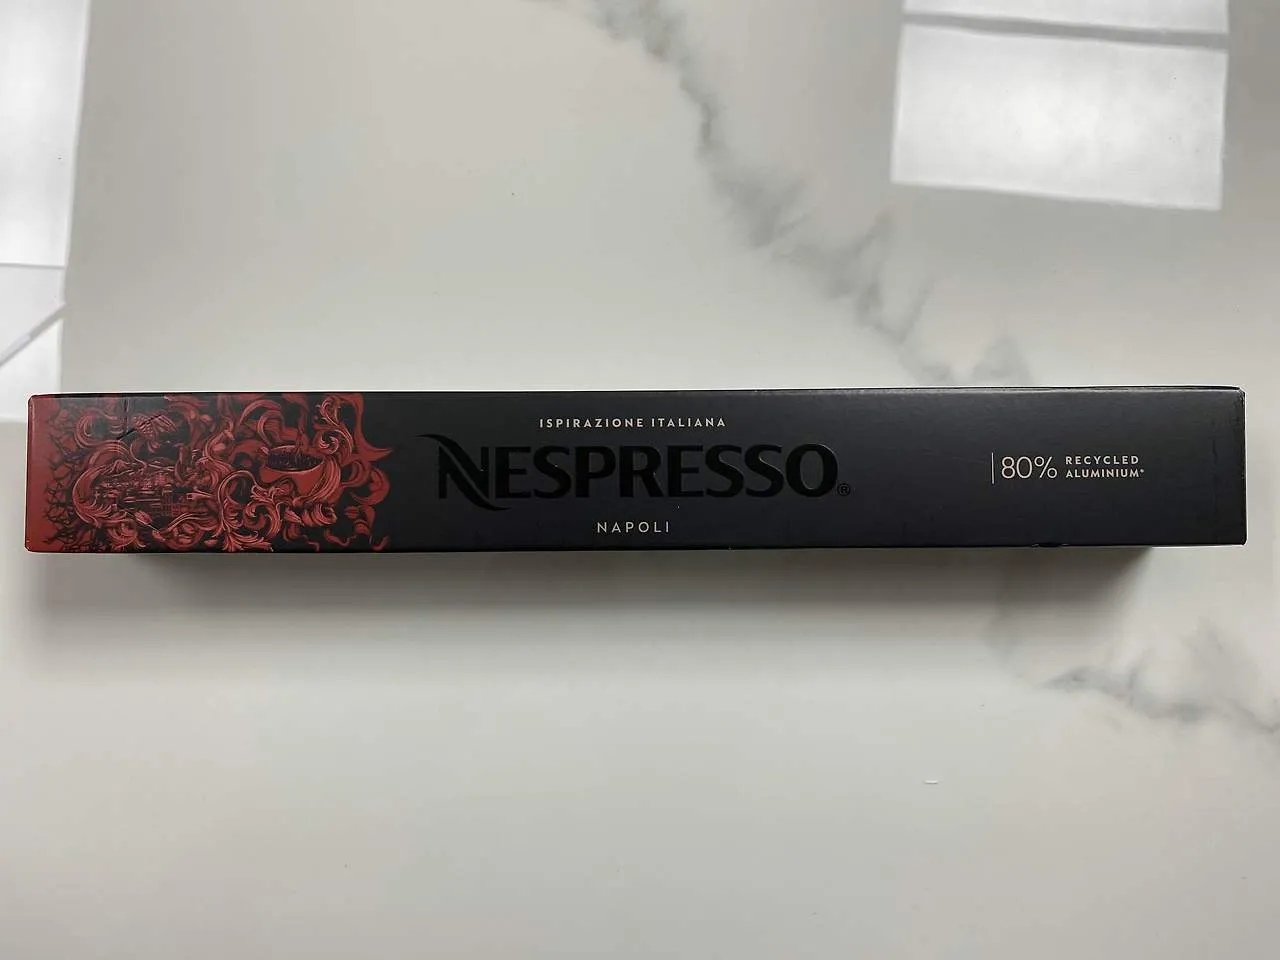 ISPIRAZIONE ITALIANA
NESPRESSO®
NAPOLI
80% RECYCLED
ALUMINIUM*